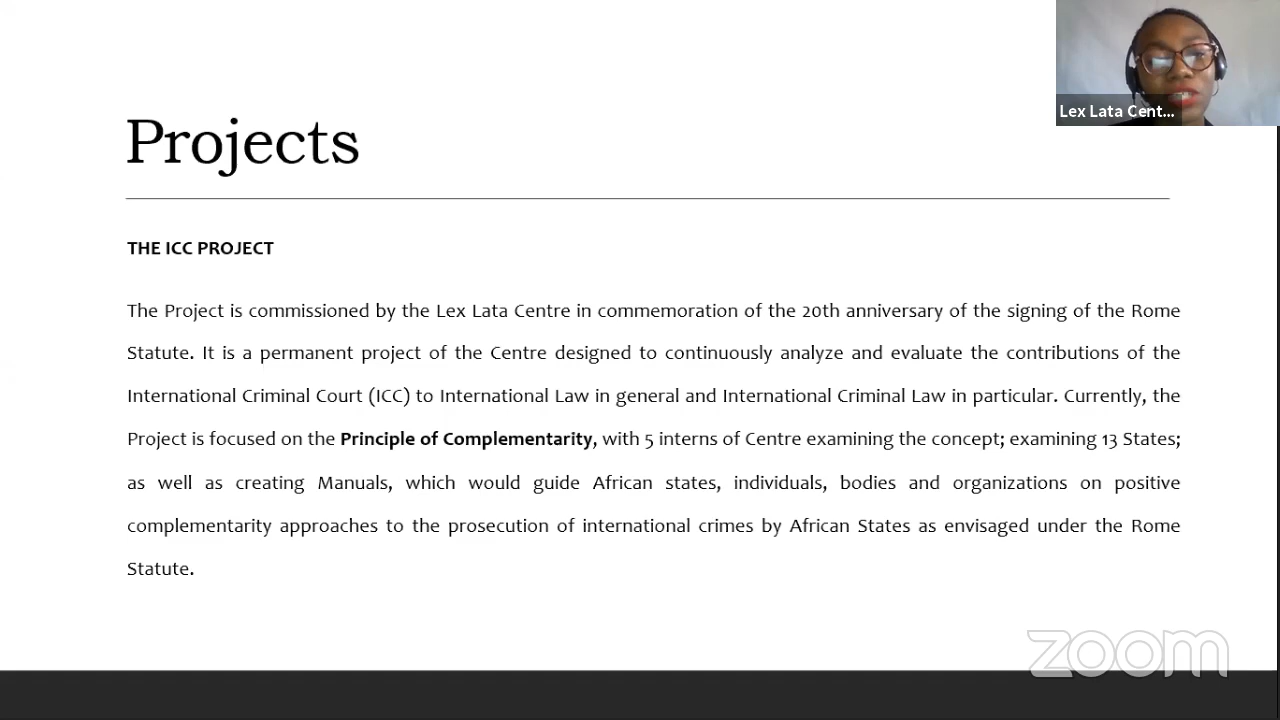 Lex Lata Cent...
Projects
THE ICC PROJECT
The Project is commissioned by the Lex Lata Centre in commemoration of the 20th anniversary of the signing of the Rome
Statute. It is a permanent project of the Centre designed to continuously analyze and evaluate the contributions of the
International Criminal Court (ICC) to International Law in general and International Criminal Law in particular. Currently, the
Project is focused on the Principle of Complementarity, with 5 interns of Centre examining the concept; examining 13 States;
as well as creating Manuals, which would guide African states, individuals, bodies and organizations on positive
complementarity approaches to the prosecution of international crimes by African States as envisaged under the Rome
Statute.
zoom